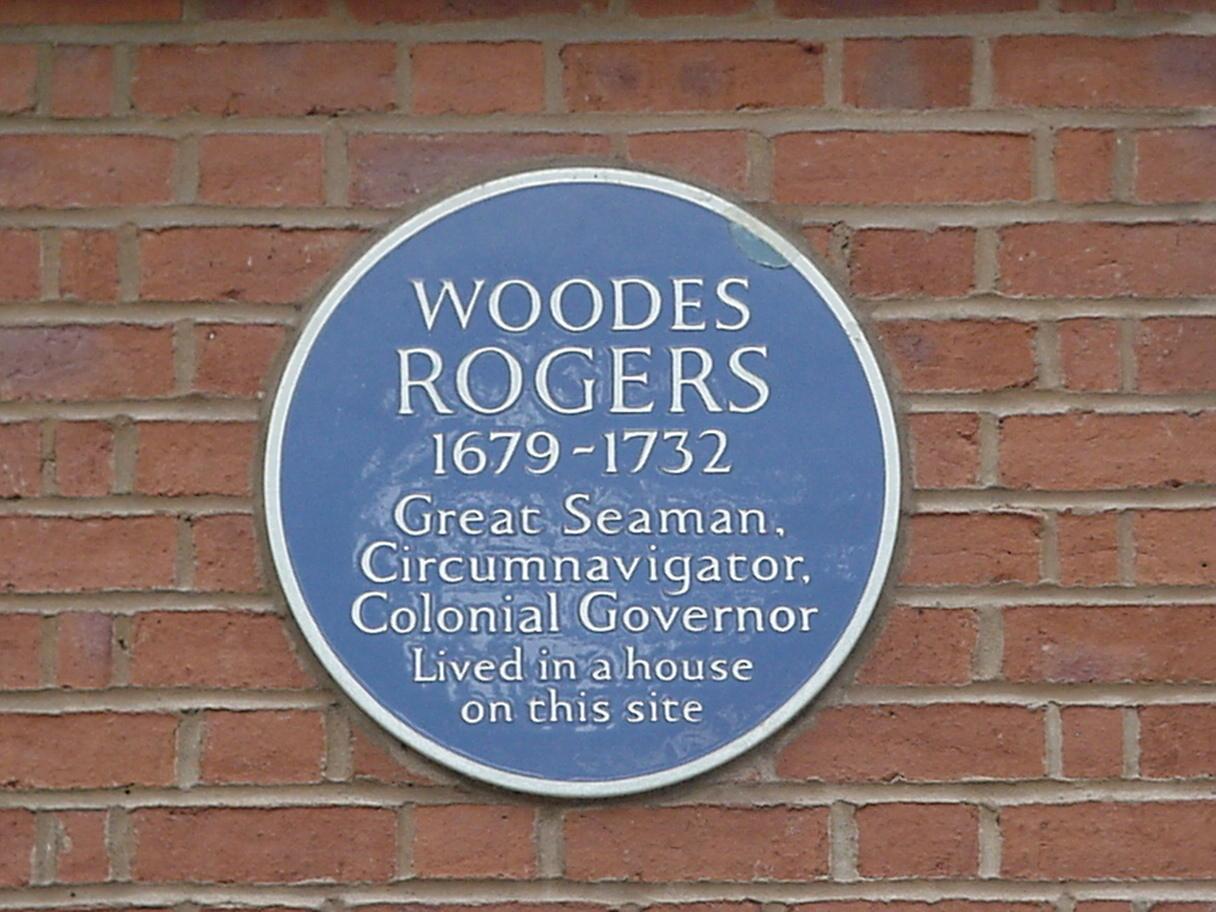 WOODES
ROGERS
1679-1732
Great Seaman,
Circumnavigator,
Colonial Governor
Lived in a house
on this site